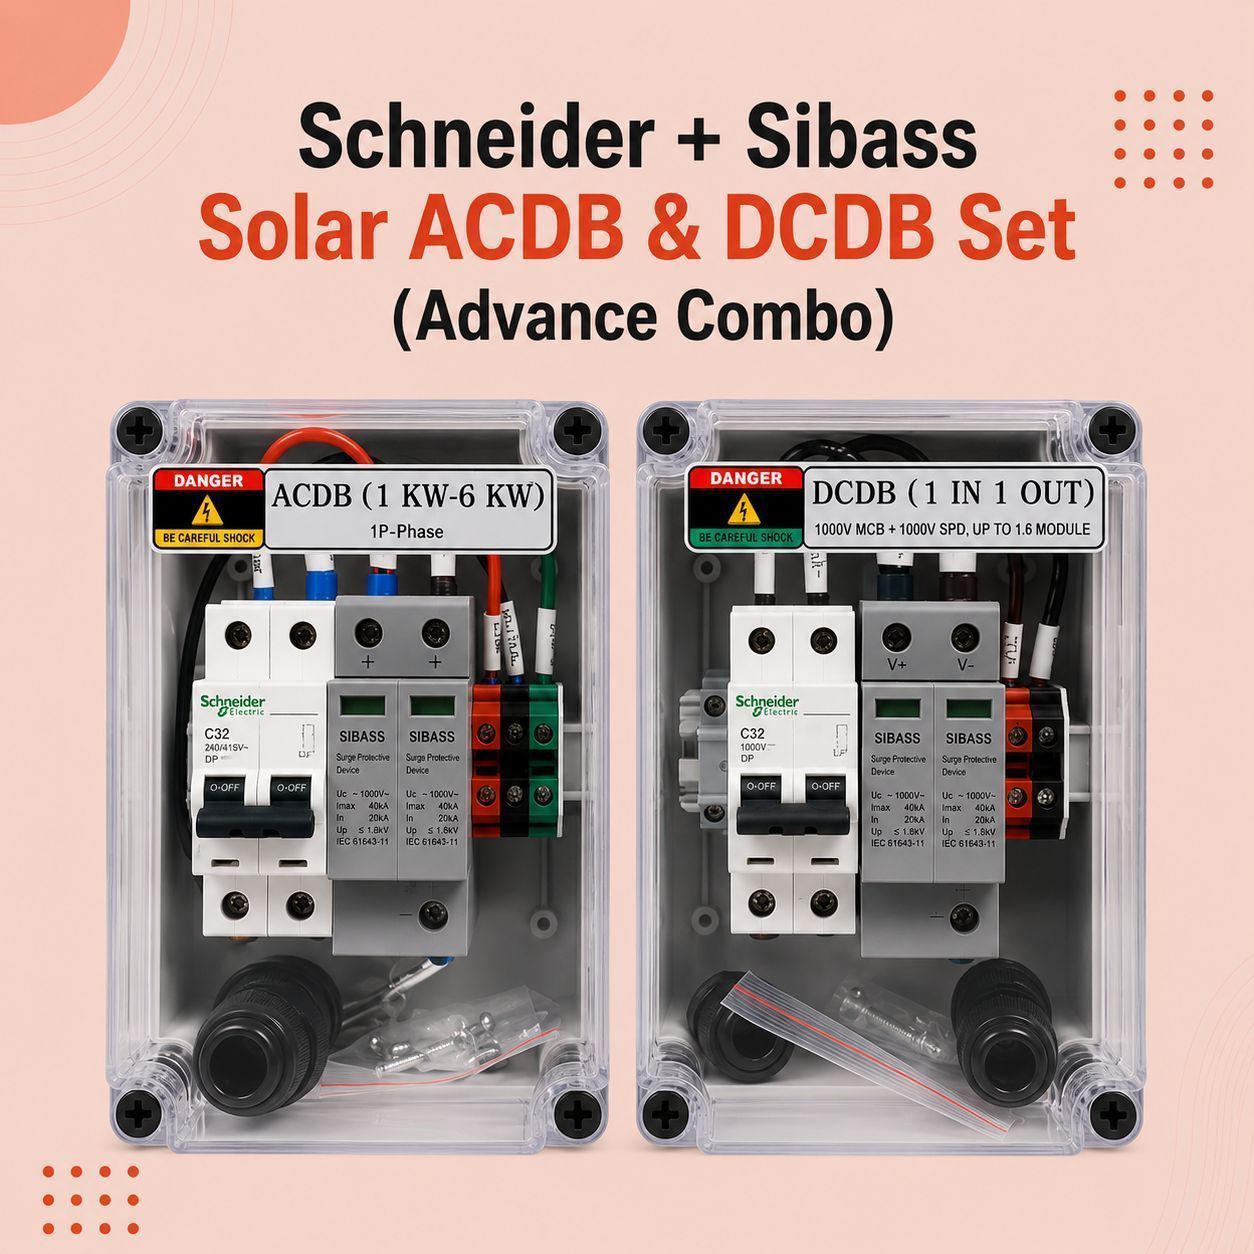 Schneider + Sibass
Solar ACDB & DCDB Set
(Advance Combo)
DANGER
BE CAREFUL SHOCK
ACDB (1 KW-6 KW)
1P-Phase
DANGER
BE CAREFUL SHOCK
DCDB (1 IN 1 OUT)
1000V MCB + 1000V SPD, UP TO 1.6 MODULE
+ +
Schneider
Electric
C32
240/415V~
DP
O·OFF O·OFF
SIBASS
Surge Protective
Device
Uc ~ 1000V~
Imax 40kA
In 20kA
Up ≤ 1.8kV
IEC 61643-11
SIBASS
Surge Protective
Device
Uc ~ 1000V~
Imax 40kA
In 20kA
Up ≤ 1.8kV
IEC 61643-11
V+ V-
Schneider
Electric
C32
1000V
DP
O·OFF O·OFF
SIBASS
Surge Protective
Device
Uc ~ 1000V~
Imax 40kA
In 20kA
Up ≤ 1.8kV
IEC 61643-11
SIBASS
Surge Protective
Device
Uc ~ 1000V~
Imax 40kA
In 20kA
Up ≤ 1.8kV
IEC 61643-11